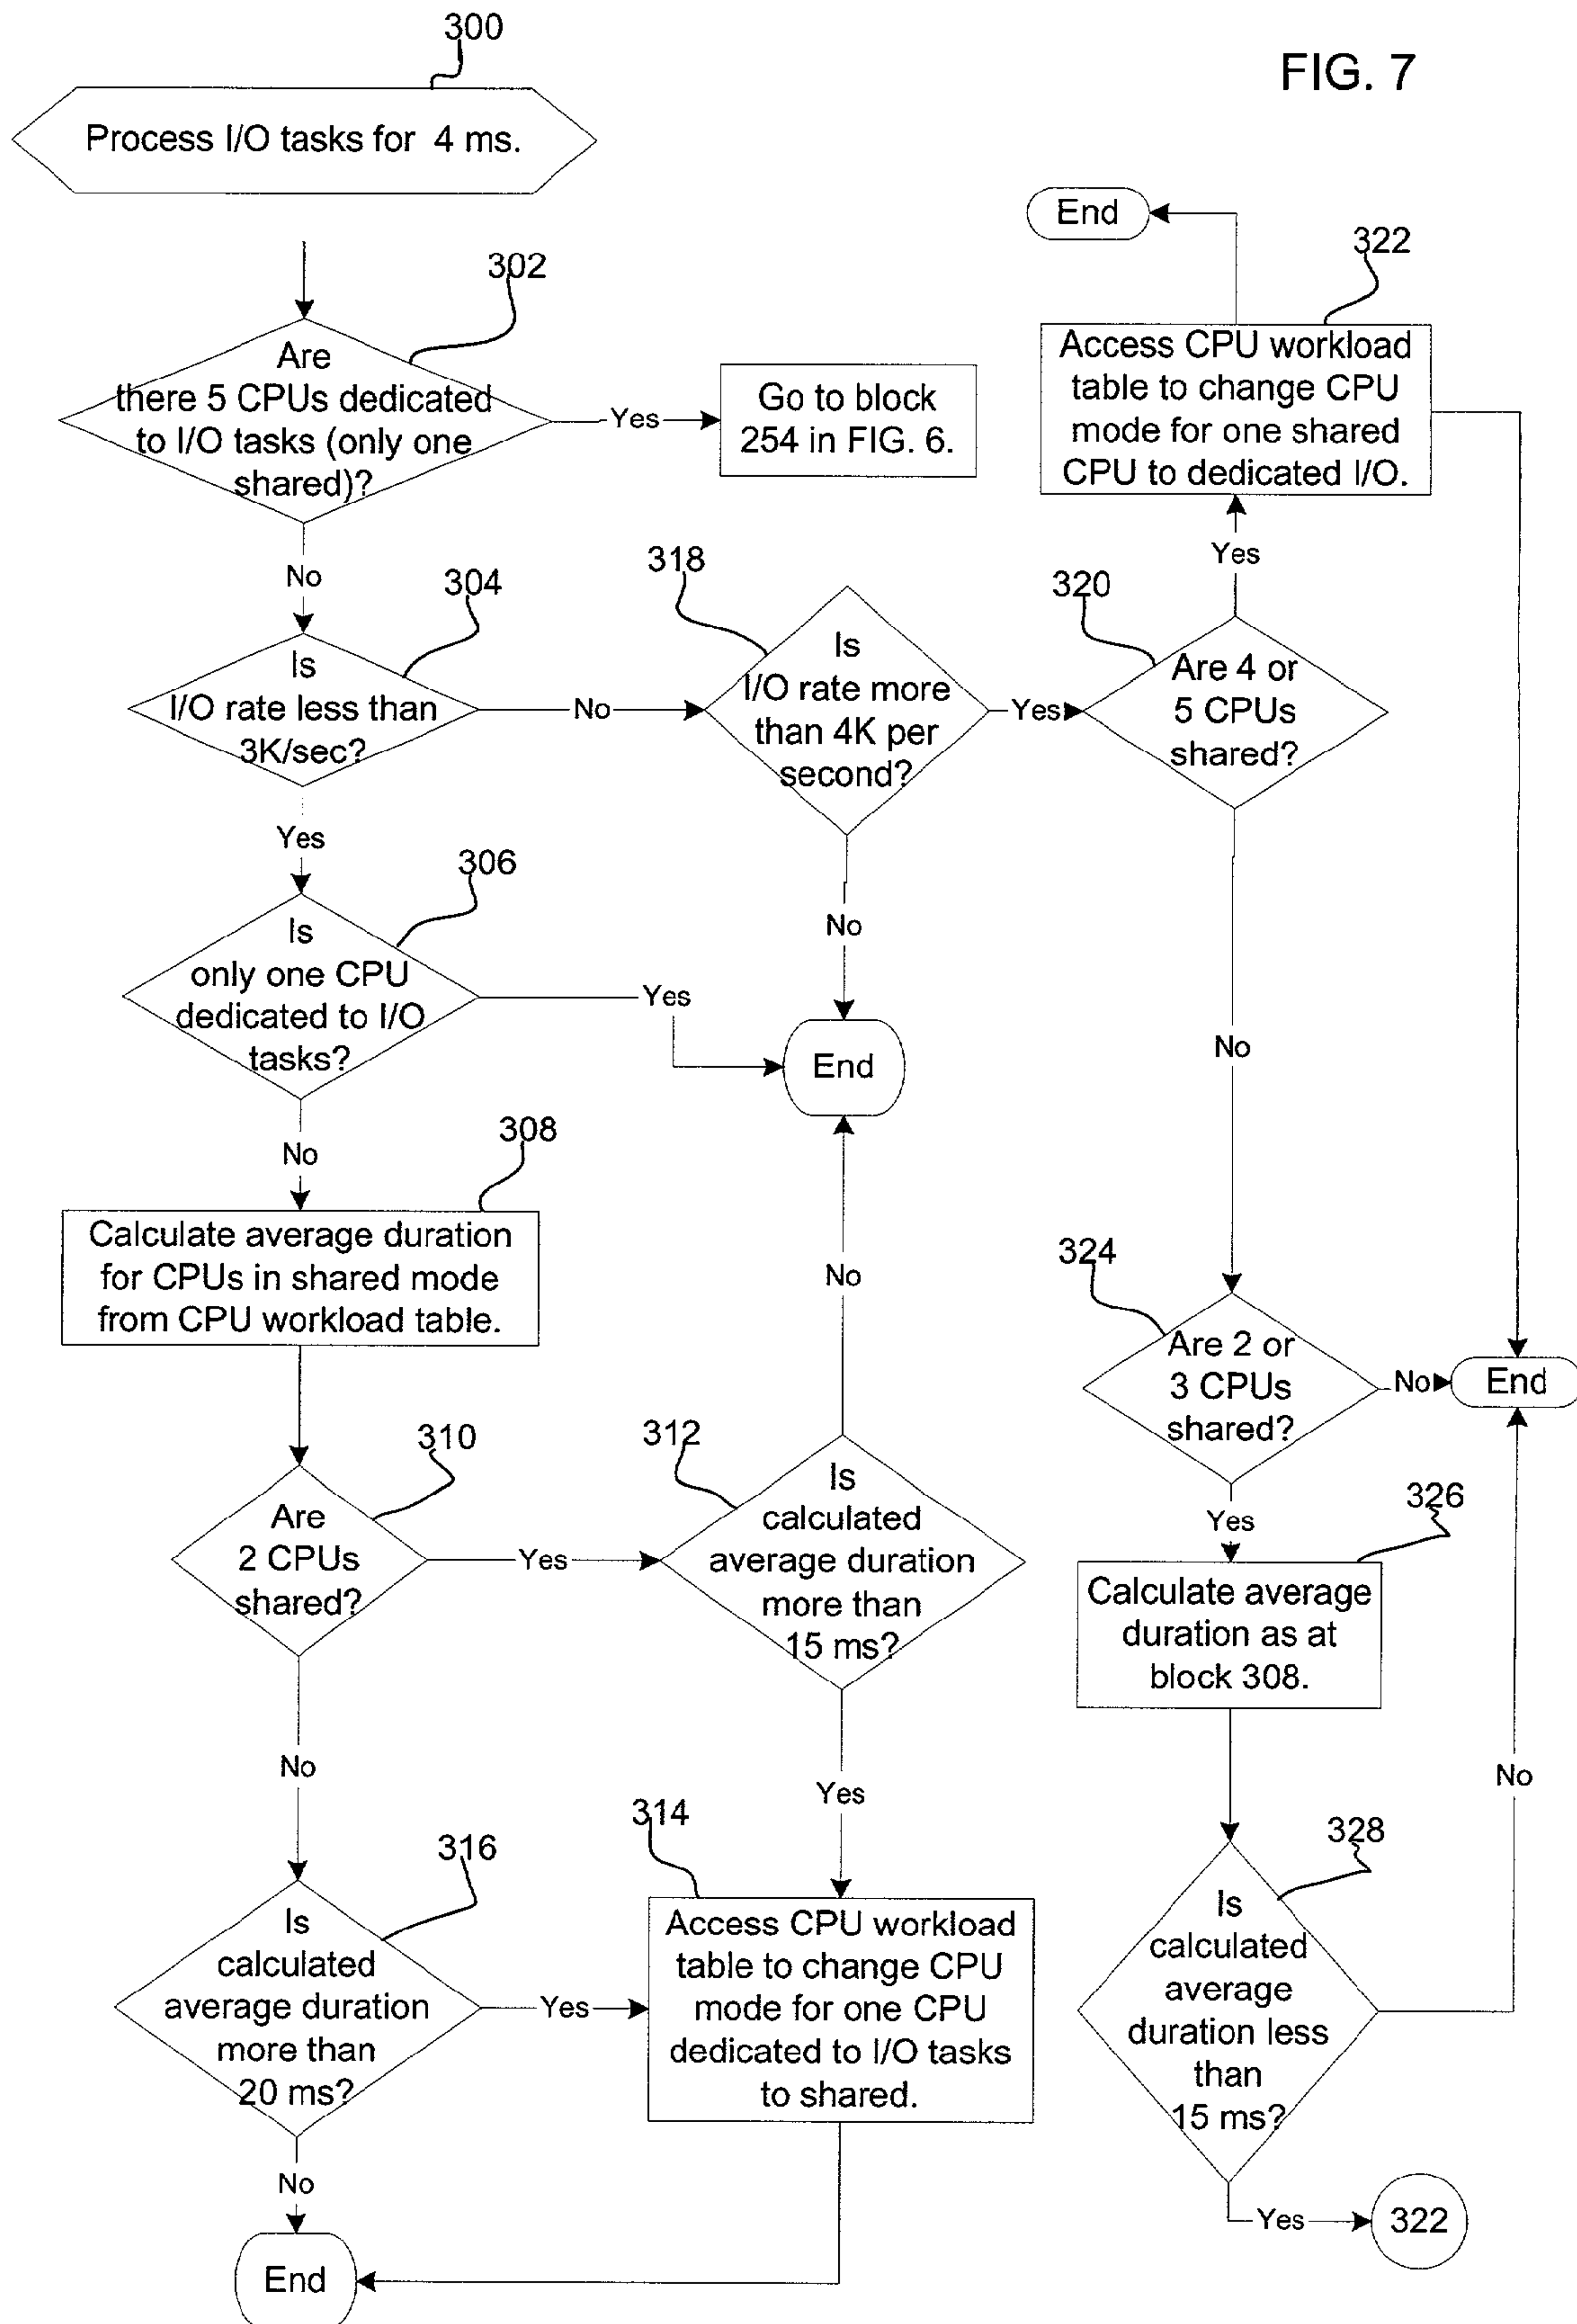 300
FIG. 7
Process I/O tasks for 4 ms.
302
Are
there 5 CPUs dedicated
to I/O tasks (only one
shared)?
Yes
Go to block
254 in FIG. 6.
End
322
Access CPU workload
table to change CPU
mode for one shared
CPU to dedicated I/O.
No
304
Is
I/O rate less than
3K/sec?
No
318
Is
I/O rate more
than 4K per
second?
Yes
320
Are 4 or
5 CPUs
shared?
Yes
Yes
306
Is
only one CPU
dedicated to I/O
tasks?
Yes
No
End
No
No
308
Calculate average duration
for CPUs in shared mode
from CPU workload table.
No
324
Are 2 or
3 CPUs
shared?
No
End
310
Are
2 CPUs
shared?
Yes
312
Is
calculated
average duration
more than
15 ms?
Yes
326
Calculate average
duration as at
block 308.
No
Yes
No
316
Is
calculated
average duration
more than
20 ms?
Yes
314
Access CPU workload
table to change CPU
mode for one CPU
dedicated to I/O tasks
to shared.
328
Is
calculated
average
duration less
than
15 ms?
No
End
Yes
322